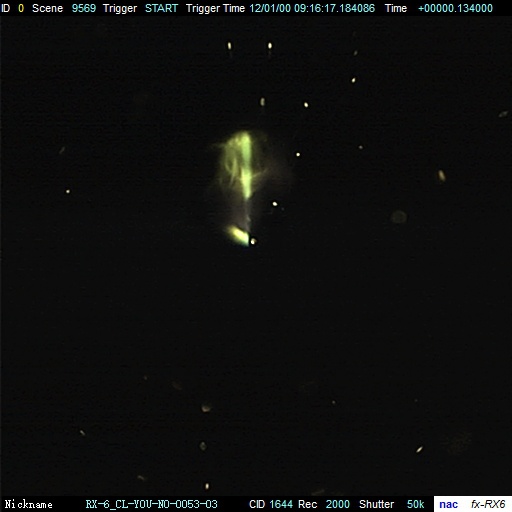 ID 0 Scene 9569 Trigger START Trigger Time 12/01/00 09:16:17.184086 Time +00000.134000
Nickname RX-6_CL-YOU-NO-0053-03 CID 1644 Rec 2000 Shutter 50k nac fx-RX6